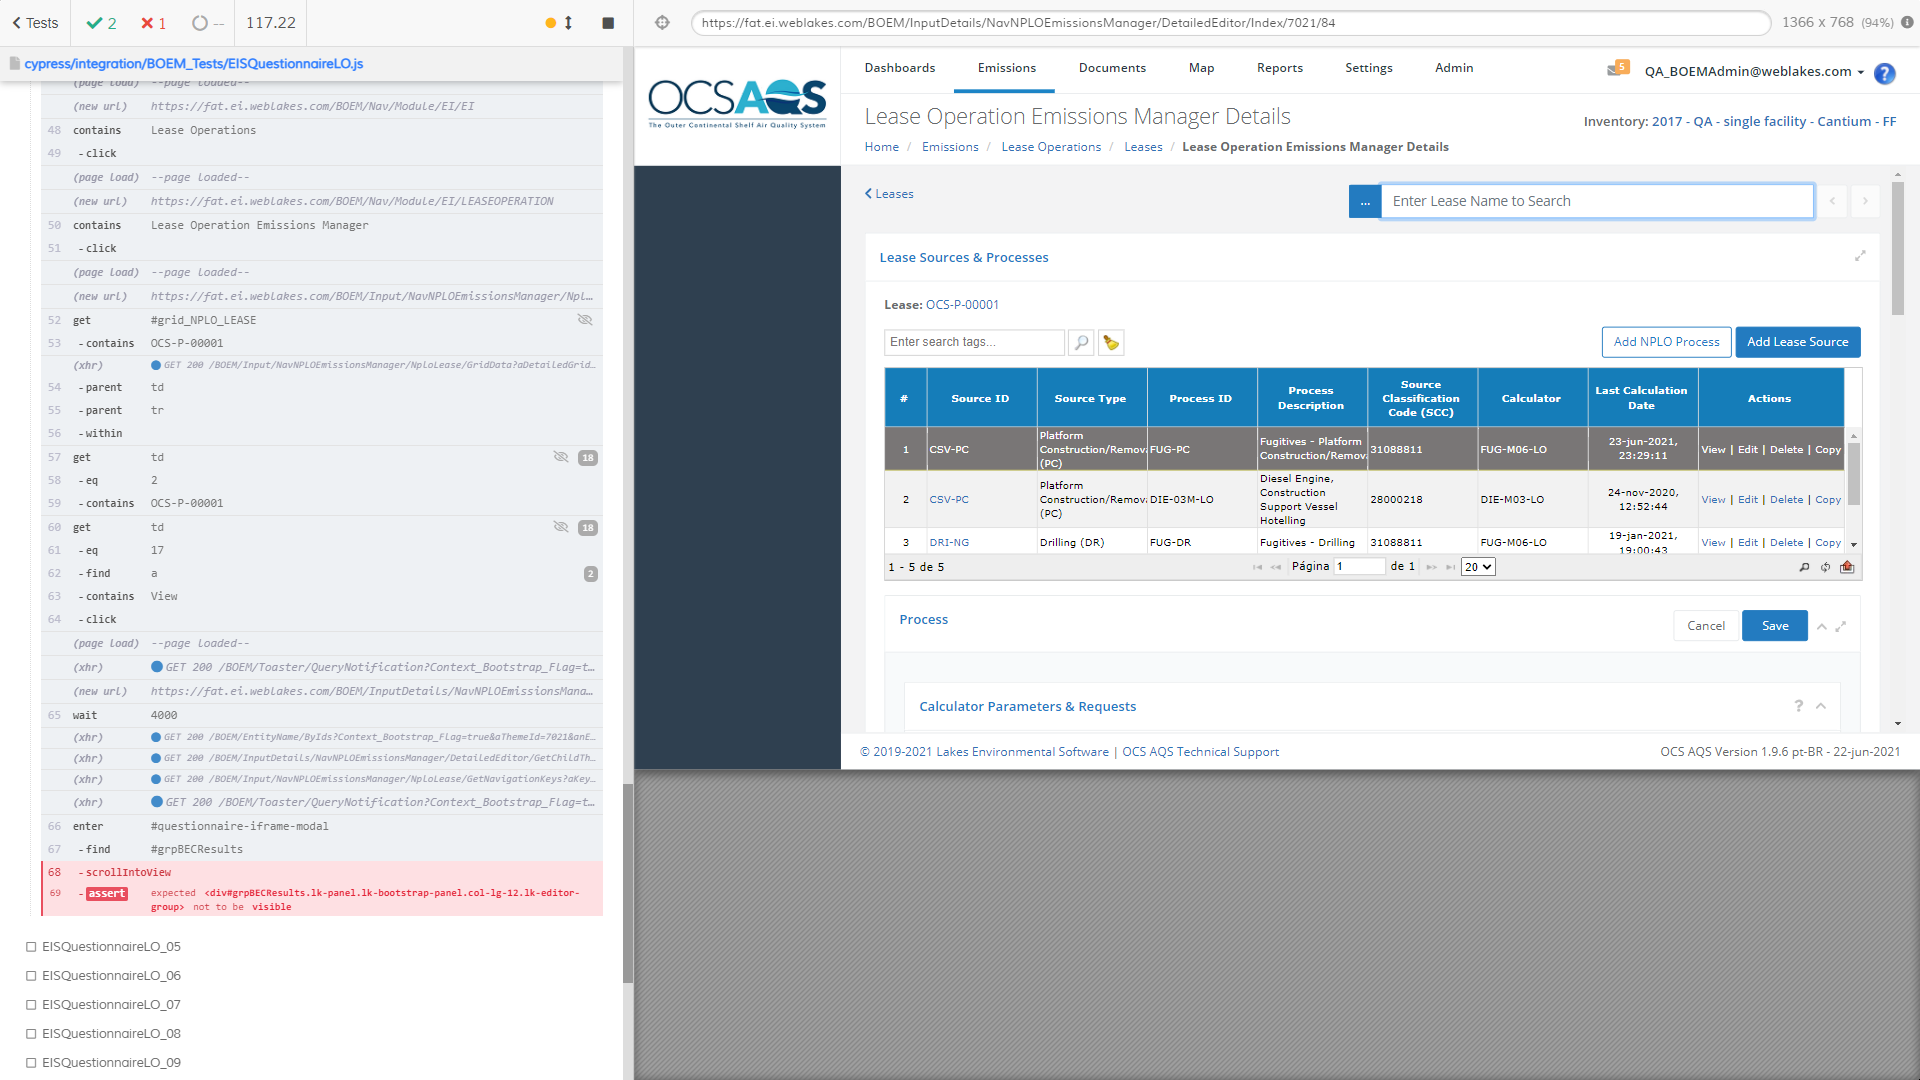 Tests
2
1
--
117.22
https://fat.ei.weblakes.com/BOEM/InputDetails/NavNPLOEmissionsManager/DetailedEditor/Index/7021/84
1366 x 768 (94%)
cypress/integration/BOEM_Tests/EISQuestionnaireLO.js
(page load) --page loaded--
(new url) https://fat.ei.weblakes.com/BOEM/Nav/Module/EI/EI
48 contains Lease Operations
49 -click
(page load) --page loaded--
(new url) https://fat.ei.weblakes.com/BOEM/Nav/Module/EI/LEASEOPERATION
50 contains Lease Operation Emissions Manager
51 -click
(page load) --page loaded--
(new url) https://fat.ei.weblakes.com/BOEM/Input/NavNPLOEmissionsManager/Npl…
52 get #grid_NPLO_LEASE
53 -contains OCS-P-00001
(xhr) GET 200 /BOEM/Input/NavNPLOEmissionsManager/NploLease/GridData?aDetailedGrid…
54 -parent td
55 -parent tr
56 -within
57 get td 18
58 -eq 2
59 -contains OCS-P-00001
60 get td 18
61 -eq 17
62 -find a 2
63 -contains View
64 -click
(page load) --page loaded--
(xhr) GET 200 /BOEM/Toaster/QueryNotification?Context_Bootstrap_Flag=t…
(new url) https://fat.ei.weblakes.com/BOEM/InputDetails/NavNPLOEmissionsMana…
65 wait 4000
(xhr) GET 200 /BOEM/EntityName/ByIds?Context_Bootstrap_Flag=true&aThemeId=7021&anE…
(xhr) GET 200 /BOEM/InputDetails/NavNPLOEmissionsManager/DetailedEditor/GetChildTh…
(xhr) GET 200 /BOEM/Input/NavNPLOEmissionsManager/NploLease/GetNavigationKeys?aKey…
(xhr) GET 200 /BOEM/Toaster/QueryNotification?Context_Bootstrap_Flag=t…
66 enter #questionnaire-iframe-modal
67 -find #grpBECResults
68 -scrollIntoView
69 -assert expected <div#grpBECResults.lk-panel.lk-bootstrap-panel.col-lg-12.lk-editor-
group> not to be visible
EISQuestionnaireLO_05
EISQuestionnaireLO_06
EISQuestionnaireLO_07
EISQuestionnaireLO_08
EISQuestionnaireLO_09
OCSAQS
The Outer Continental Shelf Air Quality System
Dashboards Emissions Documents Map Reports Settings Admin
5 QA_BOEMAdmin@weblakes.com ?
Lease Operation Emissions Manager Details
Inventory: 2017 - QA - single facility - Cantium - FF
Home / Emissions / Lease Operations / Leases / Lease Operation Emissions Manager Details
Leases
... Enter Lease Name to Search
Lease Sources & Processes
Lease: OCS-P-00001
Enter search tags...
Add NPLO Process
Add Lease Source
# Source ID Source Type Process ID Process Description Source Classification Code (SCC) Calculator Last Calculation Date Actions
1 CSV-PC Platform Construction/Remova (PC) FUG-PC Fugitives - Platform Construction/Remova 31088811 FUG-M06-LO 23-jun-2021, 23:29:11 View | Edit | Delete | Copy
2 CSV-PC Platform Construction/Remova (PC) DIE-03M-LO Diesel Engine, Construction Support Vessel Hotelling 28000218 DIE-M03-LO 24-nov-2020, 12:52:44 View | Edit | Delete | Copy
3 DRI-NG Drilling (DR) FUG-DR Fugitives - Drilling 31088811 FUG-M06-LO 19-jan-2021, 19:00:43 View | Edit | Delete | Copy
1 - 5 de 5
Página 1 de 1
20
Process
Cancel
Save
Calculator Parameters & Requests
?
© 2019-2021 Lakes Environmental Software | OCS AQS Technical Support
OCS AQS Version 1.9.6 pt-BR - 22-jun-2021